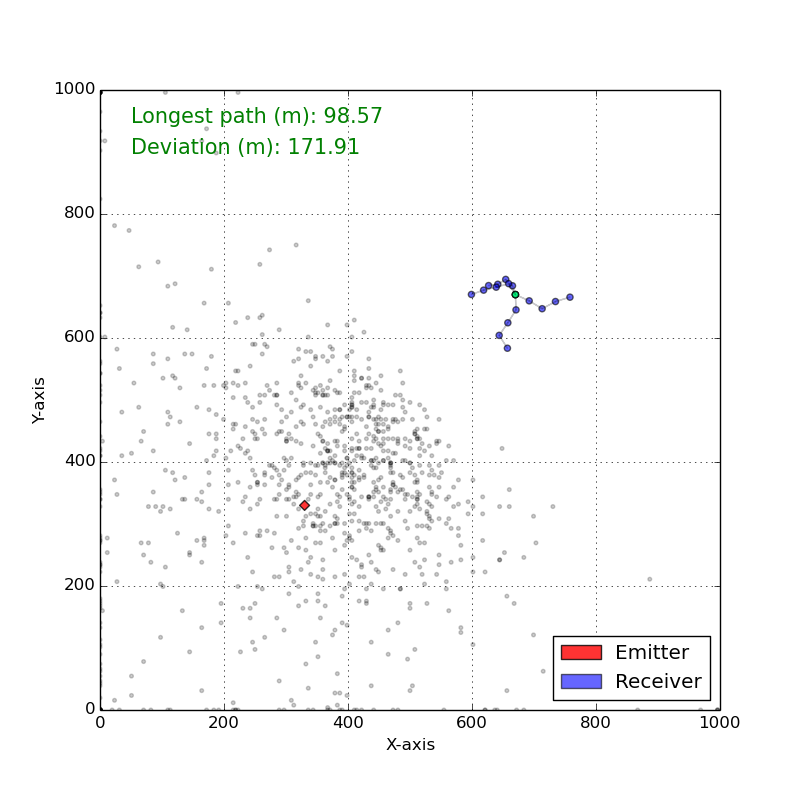 Longest path (m): 98.57
Deviation (m): 171.91
1000
800
600
400
200
0
Y-axis
0 200 400 600 800 1000
X-axis
Emitter
Receiver